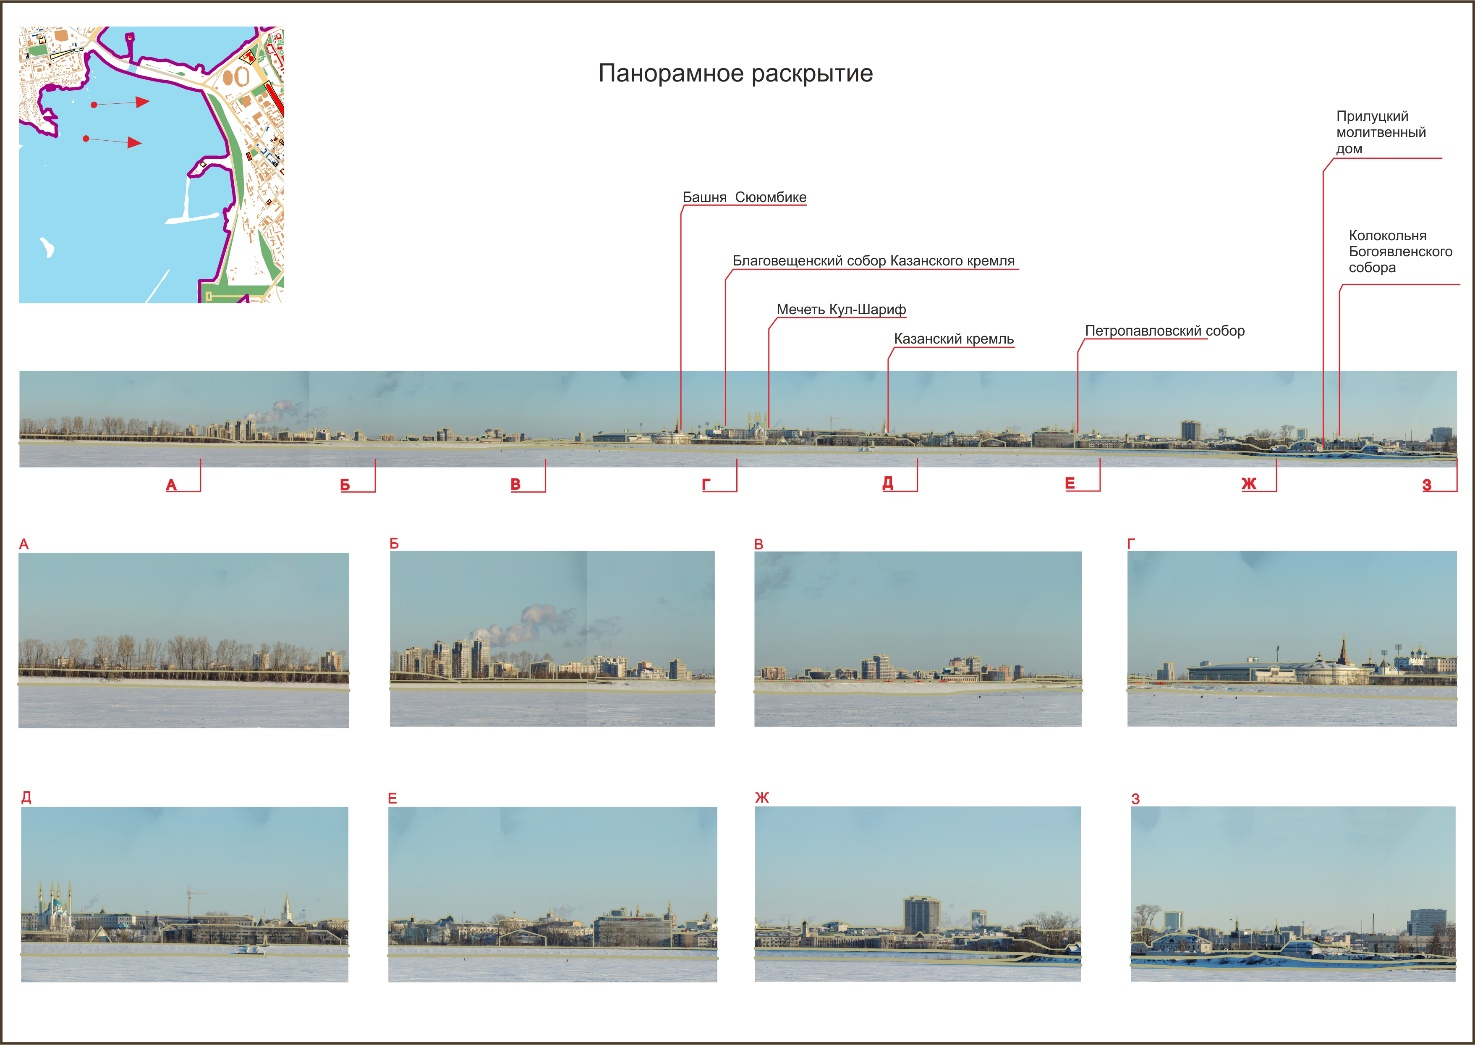 Панорамное раскрытие
Прилуцкий
молитвенный
дом
Башня Сююмбике
Колокольня
Богоявленского
собора
Благовещенский собор Казанского кремля
Мечеть Кул-Шариф
Казанский кремль
Петропавловский собор
А
Б
В
Г
Д
Е
Ж
З
А
Б
В
Г
Д
Е
Ж
З